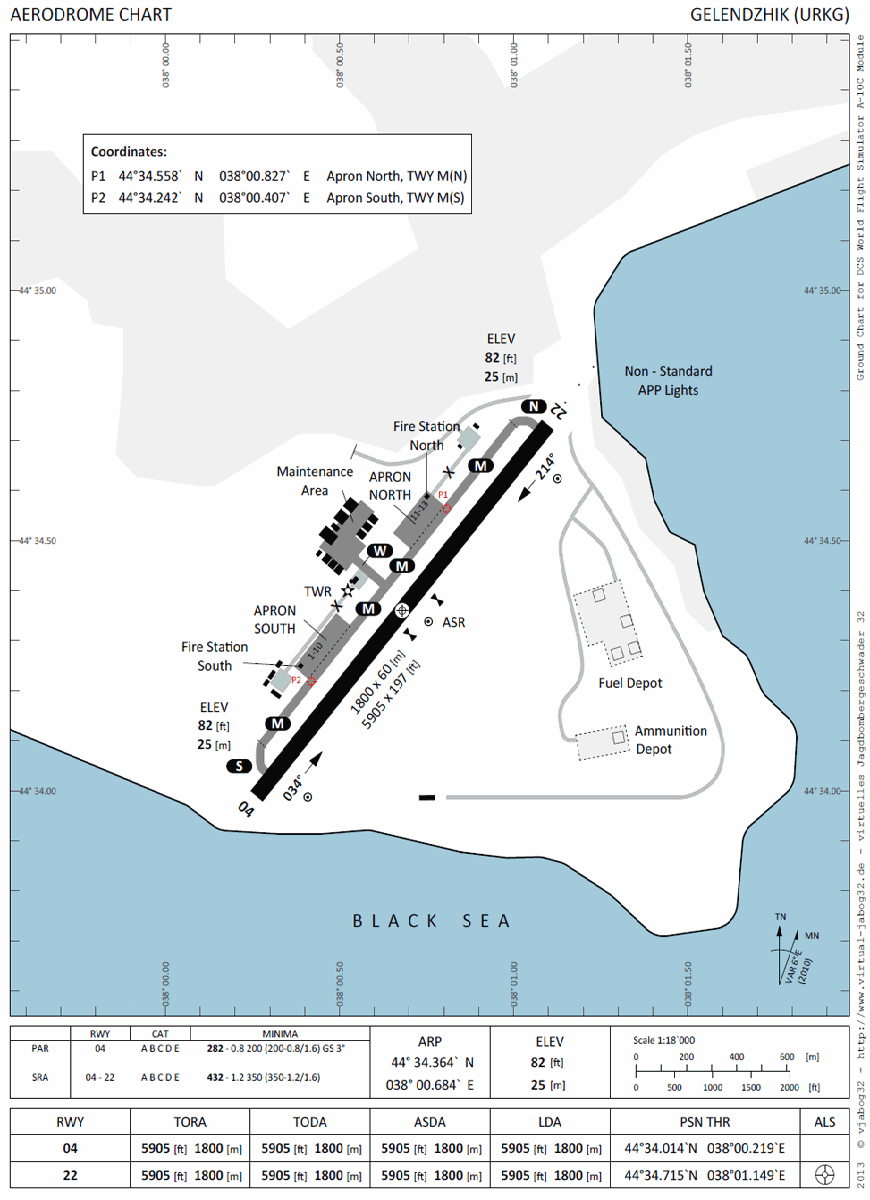 AERODROME CHART
GELENDZHIK (URKG)
038° 00.00
038° 00.50
038° 01.00
038° 01.50
Coordinates:
P1 44°34.558` N 038°00.827` E Apron North, TWY M(N)
P2 44°34.242` N 038°00.407` E Apron South, TWY M(S)
44° 35.00
44° 35.00
ELEV
82 [ft]
25 [m]
Non - Standard
APP Lights
N
22
Fire Station
North
M
214°
Maintenance
Area
APRON
NORTH
P1
11-13
X
44° 34.50
44° 34.50
W
M
TWR
X
M
APRON
SOUTH
ASR
Fire Station
South
1-10
P2
1800 x 60 [m]
5905 x 197 [ft]
Fuel Depot
ELEV
82 [ft]
25 [m]
M
Ammunition
Depot
S
034°
04
44° 34.00
44° 34.00
BLACK SEA
TN
MN
VAR 6° E
(2010)
038° 00.00
038° 00.50
038° 01.00
038° 01.50
RWY CAT MINIMA
PAR 04 A B C D E 282 - 0.8 200 (200-0.8/1.6) GS 3°
SRA 04 - 22 A B C D E 432 - 1.2 350 (350-1.2/1.6)
ARP
44° 34.364` N
038° 00.684` E
ELEV
82 [ft]
25 [m]
Scale 1:18`000
0 200 400 600 [m]
0 500 1000 1500 2000 [ft]
RWY TORA TODA ASDA LDA PSN THR ALS
04 5905 [ft] 1800 [m] 5905 [ft] 1800 [m] 5905 [ft] 1800 [m] 5905 [ft] 1800 [m] 44°34.014`N 038°00.219`E
22 5905 [ft] 1800 [m] 5905 [ft] 1800 [m] 5905 [ft] 1800 [m] 5905 [ft] 1800 [m] 44°34.715`N 038°01.149`E
2013 © vjabog32 - http://www.virtual-jabog32.de - virtuelles Jagdbombergeschwader 32
Ground Chart for DCS World Flight Simulator A-10C Module